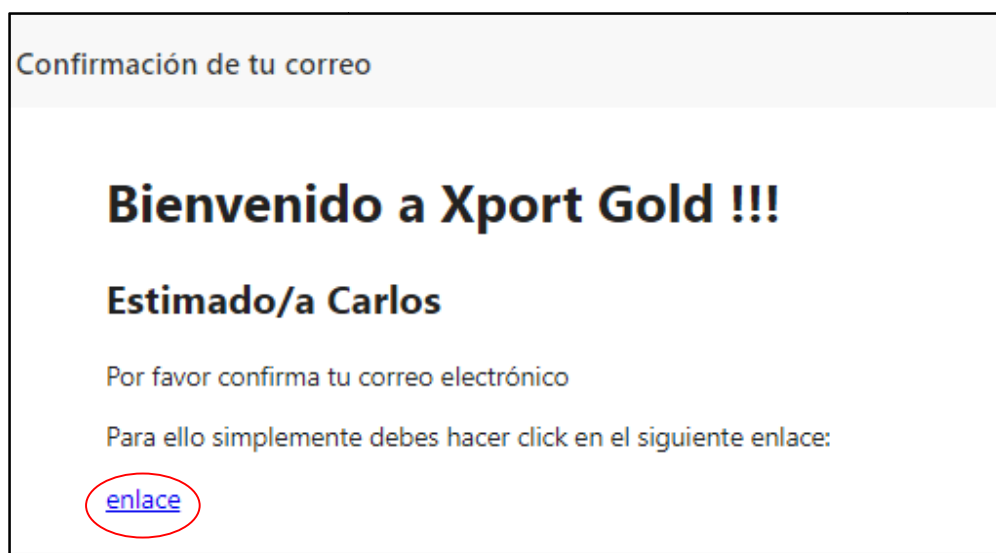 Confirmación de tu correo
Bienvenido a Xport Gold !!!
Estimado/a Carlos
Por favor confirma tu correo electrónico
Para ello simplemente debes hacer click en el siguiente enlace:
enlace